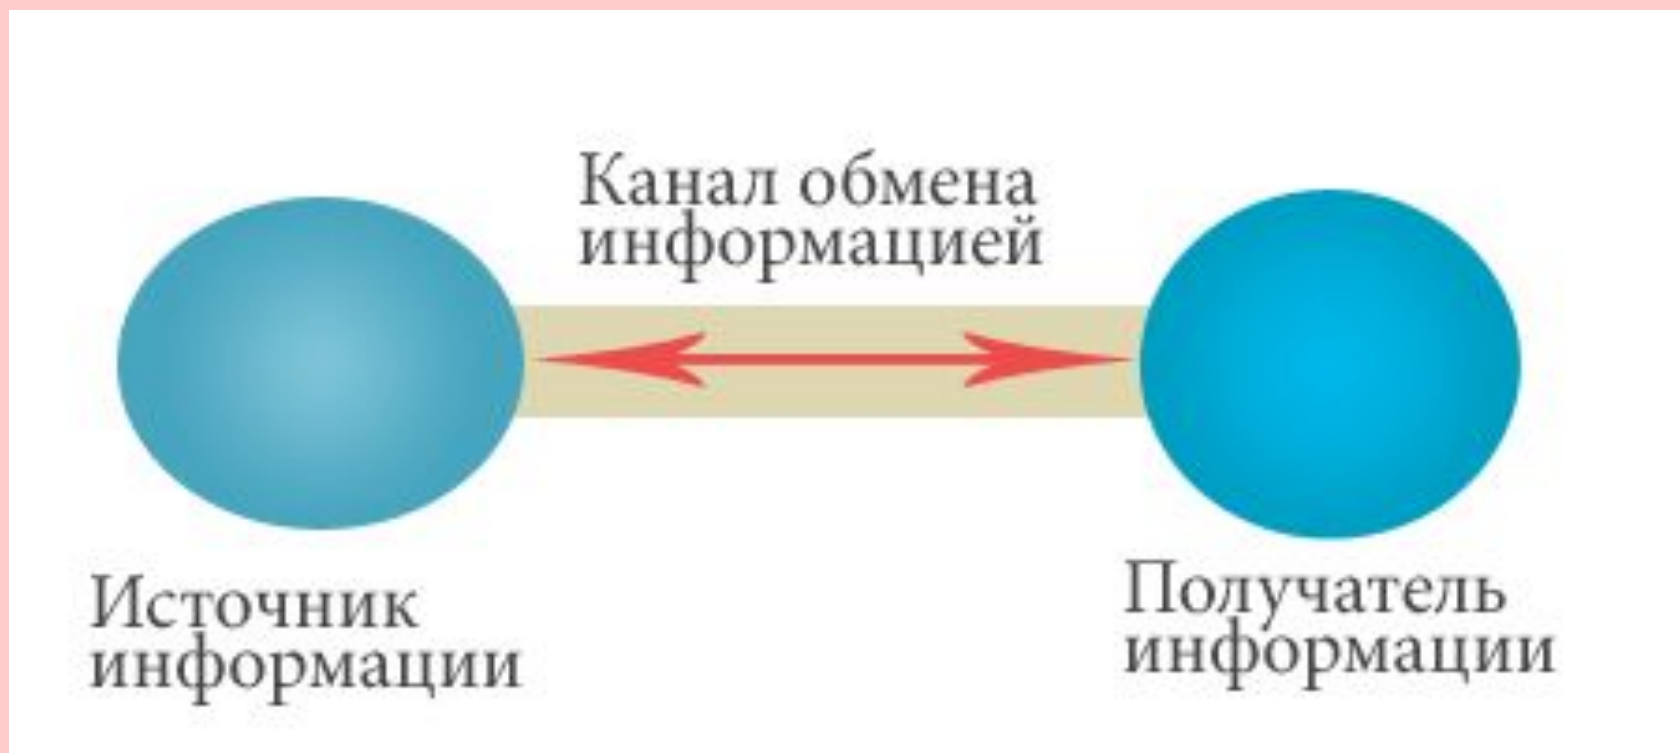 Канал обмена
информацией
Источник
информации
Получатель
информации